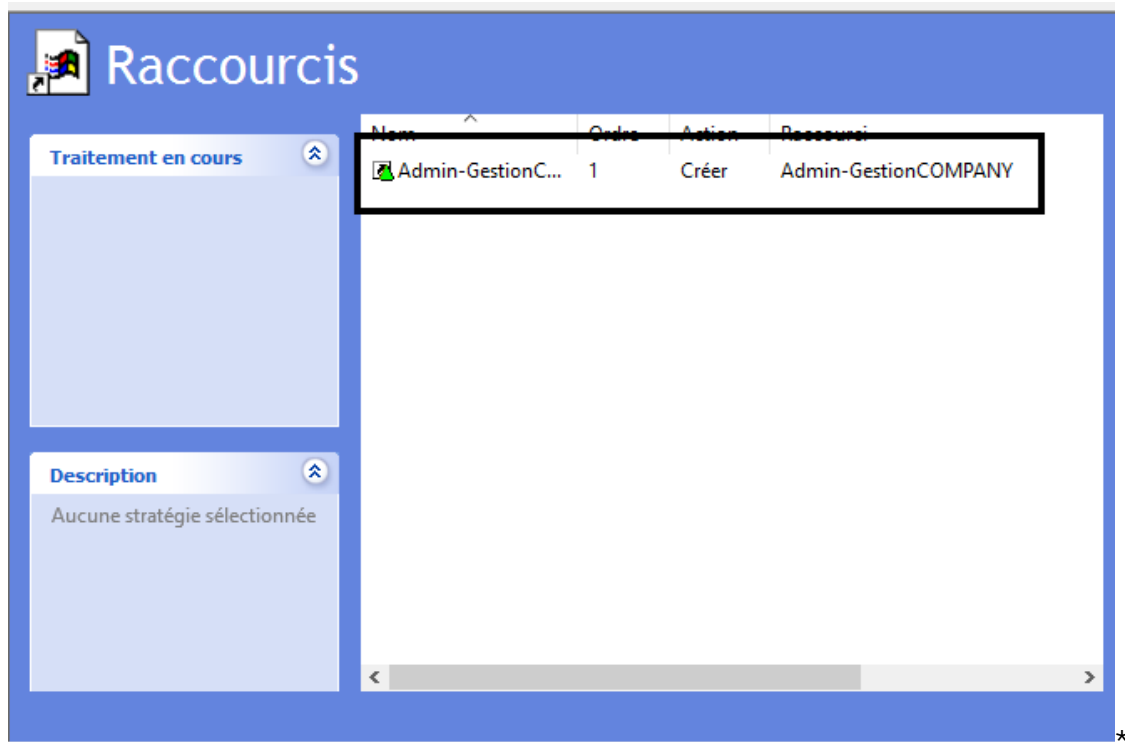 Raccourcis
Nom Ordre Action Raccourci
Admin-GestionC... 1 Créer Admin-GestionCOMPANY
Traitement en cours
Description
Aucune stratégie sélectionnée
*